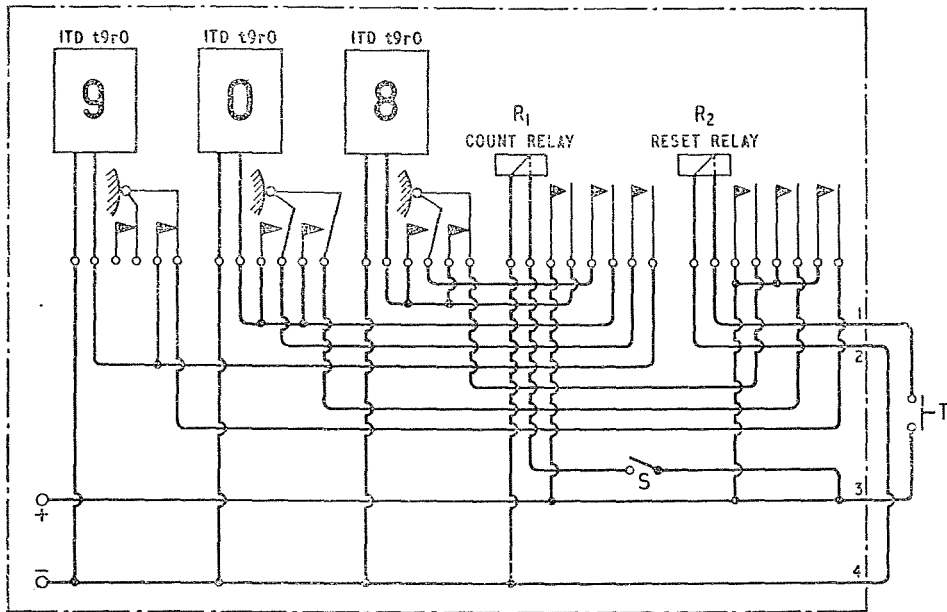 ITD t9r0 ITD t9r0 ITD t9r0
9 0 8
R1 R2
COUNT RELAY RESET RELAY
1
2
T
S
3
+
4
−